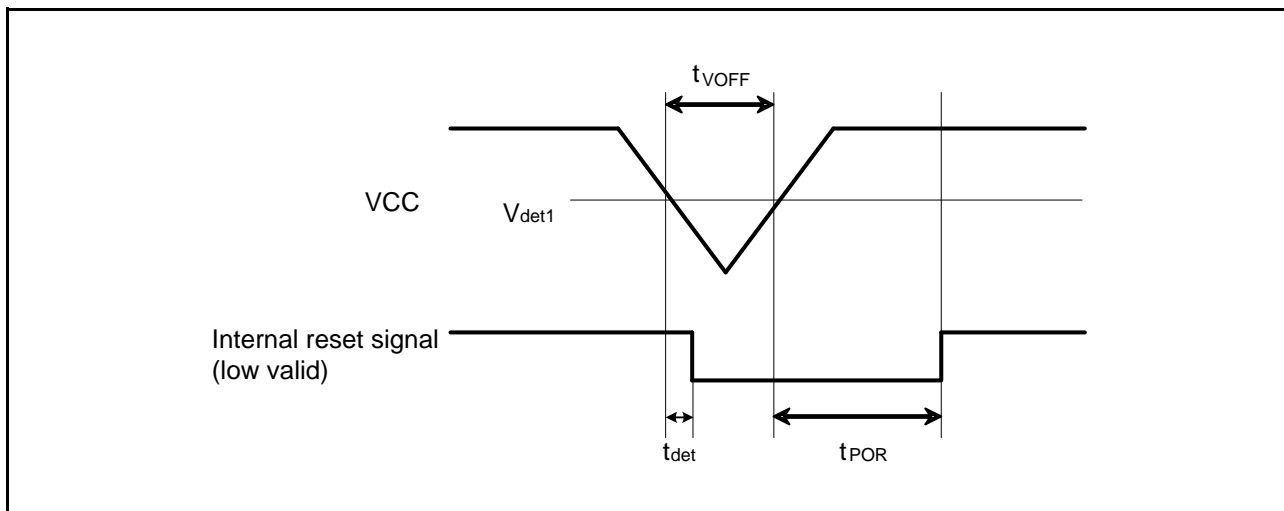 tVOFF
VCC
Vdet1
Internal reset signal
(low valid)
tdet
tPOR